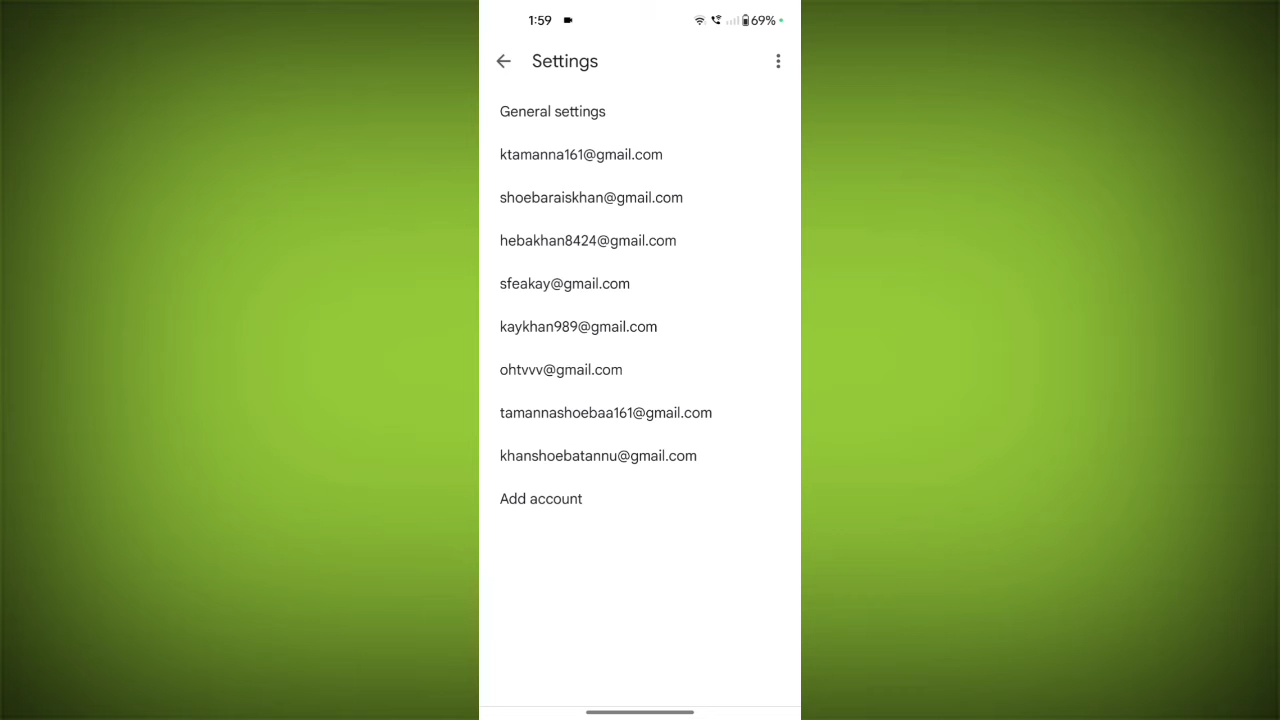 1:59 69%
Settings
General settings
ktamanna161@gmail.com
shoebaraiskhan@gmail.com
hebakhan8424@gmail.com
sfeakay@gmail.com
kaykhan989@gmail.com
ohtvvv@gmail.com
tamannashoebaa161@gmail.com
khanshoebatannu@gmail.com
Add account